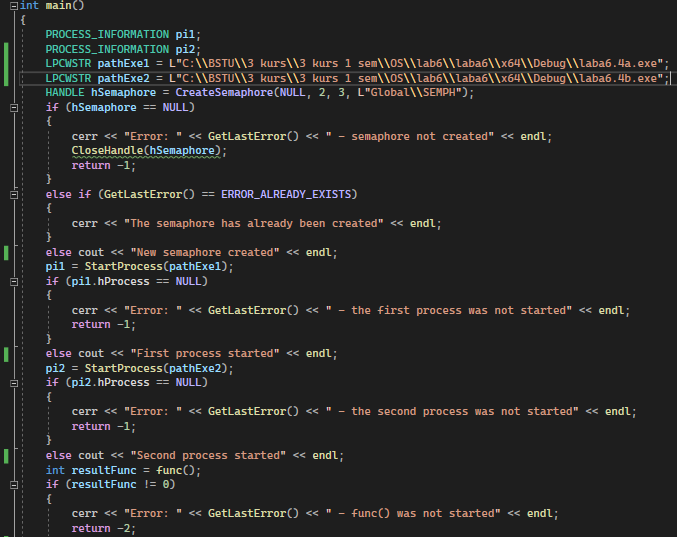 int main()
{
PROCESS_INFORMATION pi1;
PROCESS_INFORMATION pi2;
LPCWSTR pathExe1 = L"C:\\BSTU\\3 kurs\\3 kurs 1 sem\\OS\\lab6\\laba6\\x64\\Debug\\laba6.4a.exe";
LPCWSTR pathExe2 = L"C:\\BSTU\\3 kurs\\3 kurs 1 sem\\OS\\lab6\\laba6\\x64\\Debug\\laba6.4b.exe";
HANDLE hSemaphore = CreateSemaphore(NULL, 2, 3, L"Global\\SEMPH");
if (hSemaphore == NULL)
{
cerr << "Error: " << GetLastError() << " - semaphore not created" << endl;
CloseHandle(hSemaphore);
return -1;
}
else if (GetLastError() == ERROR_ALREADY_EXISTS)
{
cerr << "The semaphore has already been created" << endl;
}
else cout << "New semaphore created" << endl;
pi1 = StartProcess(pathExe1);
if (pi1.hProcess == NULL)
{
cerr << "Error: " << GetLastError() << " - the first process was not started" << endl;
return -1;
}
else cout << "First process started" << endl;
pi2 = StartProcess(pathExe2);
if (pi2.hProcess == NULL)
{
cerr << "Error: " << GetLastError() << " - the second process was not started" << endl;
return -1;
}
else cout << "Second process started" << endl;
int resultFunc = func();
if (resultFunc != 0)
{
cerr << "Error: " << GetLastError() << " - func() was not started" << endl;
return -2;